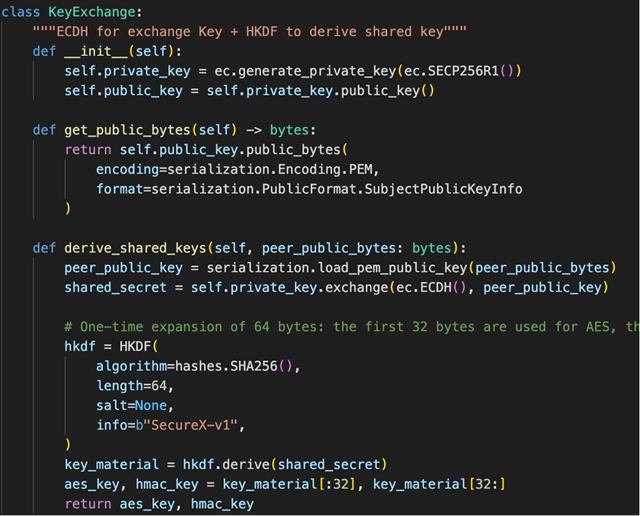 class KeyExchange:
    """ECDH for exchange Key + HKDF to derive shared key"""
    def __init__(self):
        self.private_key = ec.generate_private_key(ec.SECP256R1())
        self.public_key = self.private_key.public_key()

    def get_public_bytes(self) -> bytes:
        return self.public_key.public_bytes(
            encoding=serialization.Encoding.PEM,
            format=serialization.PublicFormat.SubjectPublicKeyInfo
        )

    def derive_shared_keys(self, peer_public_bytes: bytes):
        peer_public_key = serialization.load_pem_public_key(peer_public_bytes)
        shared_secret = self.private_key.exchange(ec.ECDH(), peer_public_key)

        # One-time expansion of 64 bytes: the first 32 bytes are used for AES, th
        hkdf = HKDF(
            algorithm=hashes.SHA256(),
            length=64,
            salt=None,
            info=b"SecureX-v1",
        )
        key_material = hkdf.derive(shared_secret)
        aes_key, hmac_key = key_material[:32], key_material[32:]
        return aes_key, hmac_key